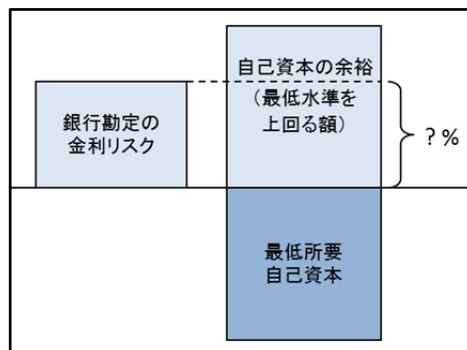 自己資本の余裕
(最低水準を
上回る額)
銀行勘定の
金利リスク
?%
最低所要
自己資本